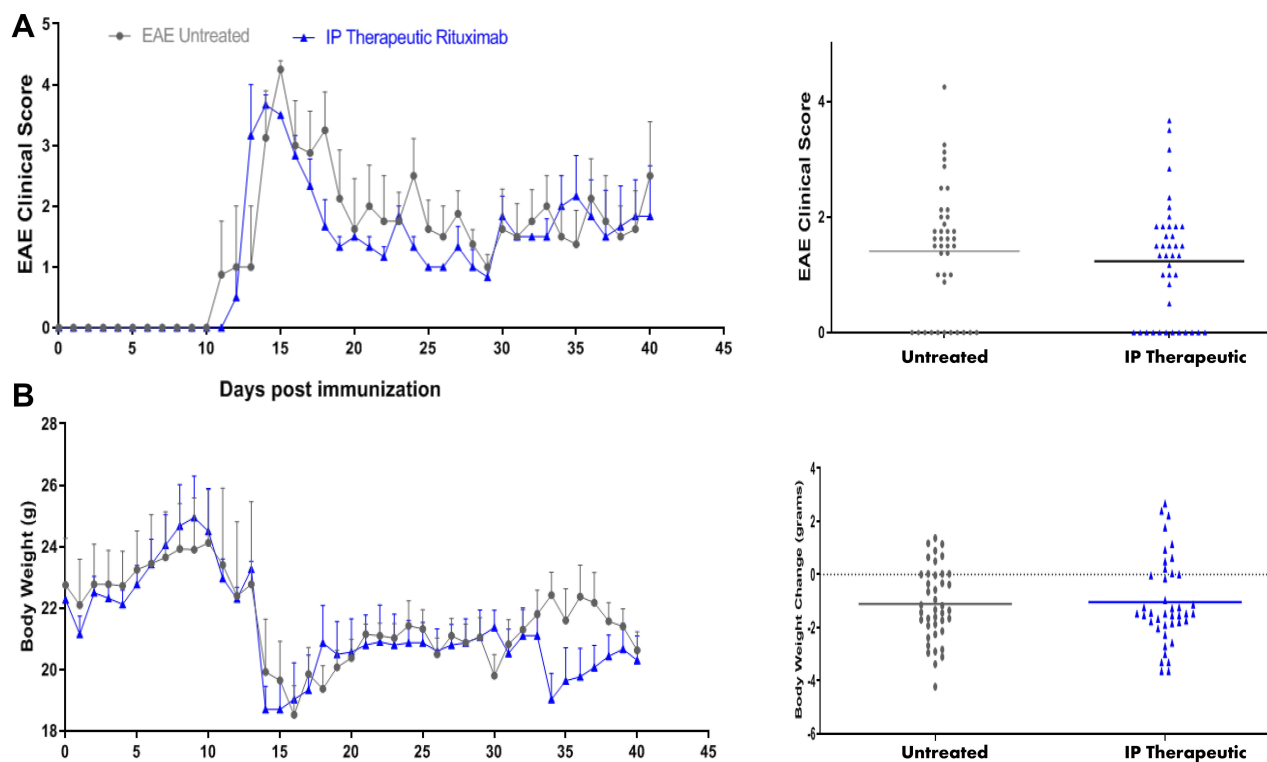 A
EAE Untreated
IP Therapeutic Rituximab
EAE Clinical Score
5
4
3
2
1
0
0 5 10 15 20 25 30 35 40 45
Days post immunization
EAE Clinical Score
4
2
0
Untreated IP Therapeutic
B
Body Weight (g)
28
26
24
22
20
18
0 5 10 15 20 25 30 35 40 45
Body Weight Change (grams)
4
2
0
-2
-4
-6
Untreated IP Therapeutic